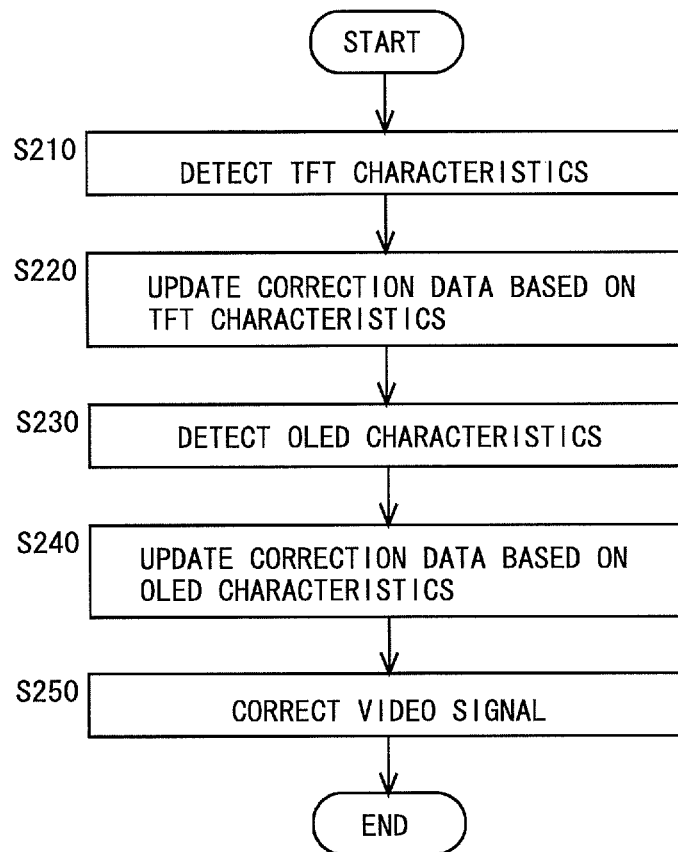 START
S210
DETECT TFT CHARACTERISTICS
S220
UPDATE CORRECTION DATA BASED ON
TFT CHARACTERISTICS
S230
DETECT OLED CHARACTERISTICS
S240
UPDATE CORRECTION DATA BASED ON
OLED CHARACTERISTICS
S250
CORRECT VIDEO SIGNAL
END